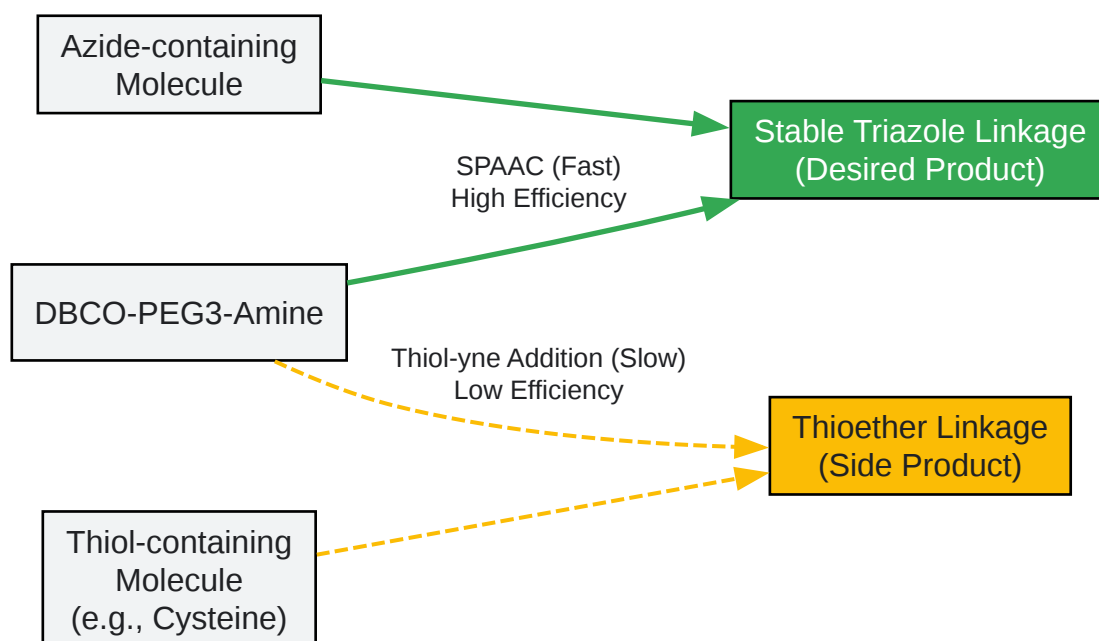 Azide-containing
Molecule
Stable Triazole Linkage
(Desired Product)
SPAAC (Fast)
High Efficiency
DBCO-PEG3-Amine
Thiol-yne Addition (Slow)
Low Efficiency
Thioether Linkage
(Side Product)
Thiol-containing
Molecule
(e.g., Cysteine)